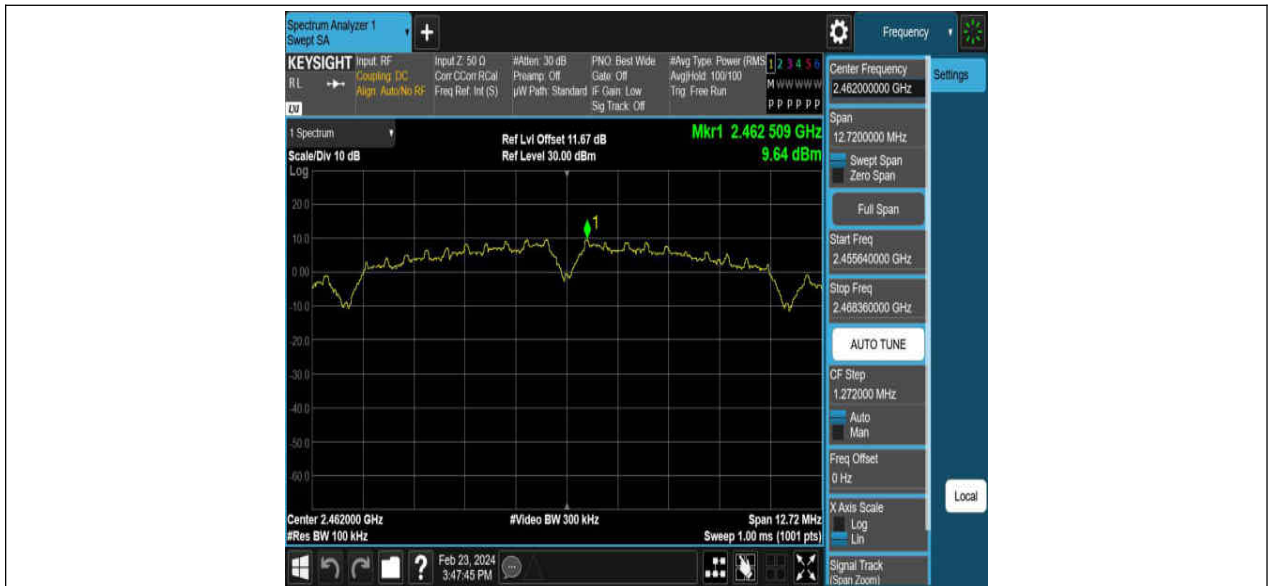 Spectrum Analyzer 1
Swept SA
+
Frequency
KEYSIGHT
RL
LXI
Input: RF
Coupling: DC
Align: Auto/No RF
Input Z: 50 Ω
Corr CCorr RCal
Freq Ref: Int (S)
#Atten: 30 dB
Preamp: Off
µW Path: Standard
PNO: Best Wide
Gate: Off
IF Gain: Low
Sig Track: Off
#Avg Type: Power (RMS
Avg|Hold: 100/100
Trig: Free Run
1 2 3 4 5 6
M W W W W W
P P P P P P
1 Spectrum
Scale/Div 10 dB
Log
Ref Lvl Offset 11.67 dB
Ref Level 30.00 dBm
Mkr1 2.462 509 GHz
9.64 dBm
20.0
10.0
0.00
-10.0
-20.0
-30.0
-40.0
-50.0
-60.0
1
Center 2.462000 GHz
#Res BW 100 kHz
#Video BW 300 kHz
Span 12.72 MHz
Sweep 1.00 ms (1001 pts)
?
Feb 23, 2024
3:47:45 PM
Center Frequency
2.462000000 GHz
Settings
Span
12.7200000 MHz
Swept Span
Zero Span
Full Span
Start Freq
2.455640000 GHz
Stop Freq
2.468360000 GHz
AUTO TUNE
CF Step
1.272000 MHz
Auto
Man
Freq Offset
0 Hz
X Axis Scale
Log
Lin
Local
Signal Track
(Span Zoom)